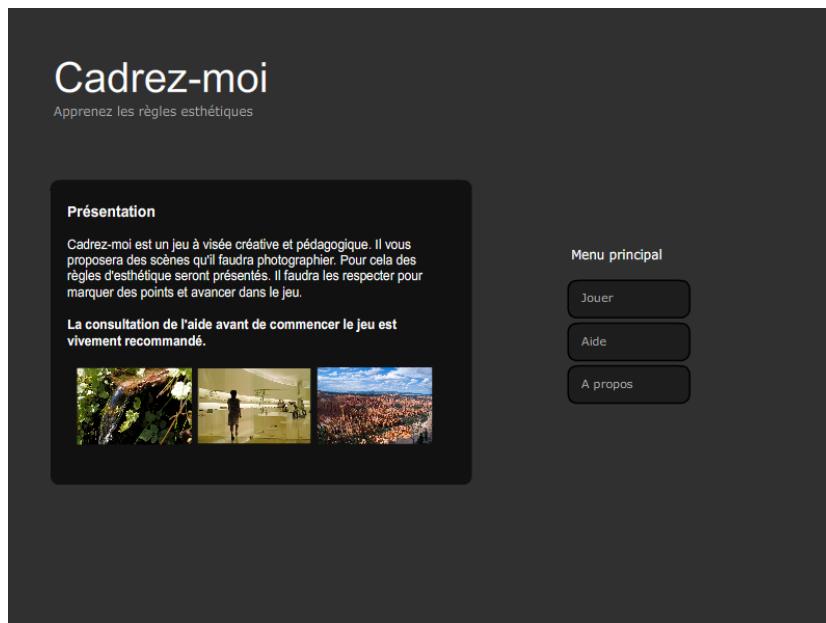 Cadrez-moi
Apprenez les règles esthétiques
Présentation
Cadrez-moi est un jeu à visée créative et pédagogique. Il vous
proposera des scènes qu'il faudra photographier. Pour cela des
règles d'esthétique seront présentés. Il faudra les respecter pour
marquer des points et avancer dans le jeu.
La consultation de l'aide avant de commencer le jeu est
vivement recommandé.
Menu principal
Jouer
Aide
A propos